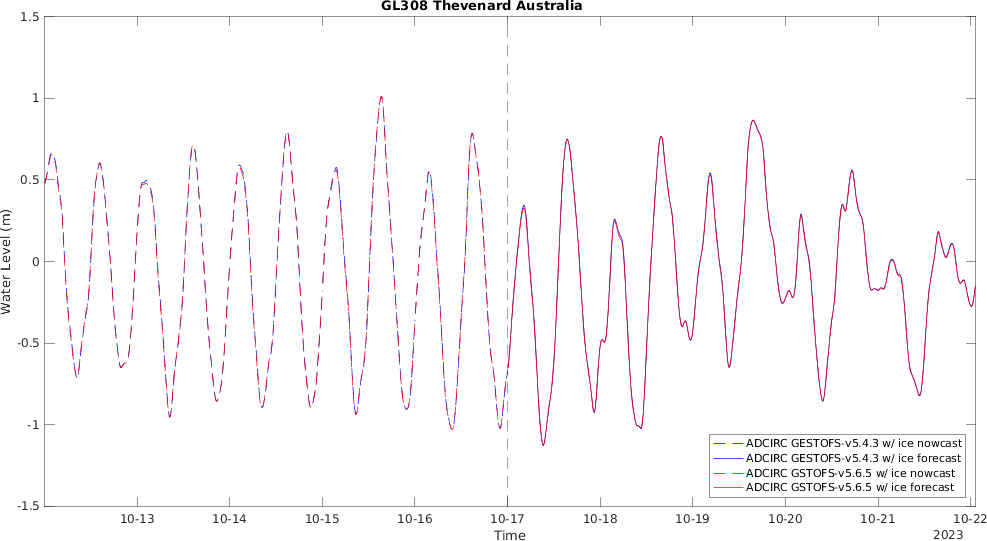 GL308 Thevenard Australia
1.5
1
0.5
0
-0.5
-1
-1.5
Water Level (m)
10-13 10-14 10-15 10-16 10-17 10-18 10-19 10-20 10-21 10-22
Time
2023
ADCIRC GESTOFS-v5.4.3 w/ ice nowcast
ADCIRC GESTOFS-v5.4.3 w/ ice forecast
ADCIRC GSTOFS-v5.6.5 w/ ice nowcast
ADCIRC GSTOFS-v5.6.5 w/ ice forecast